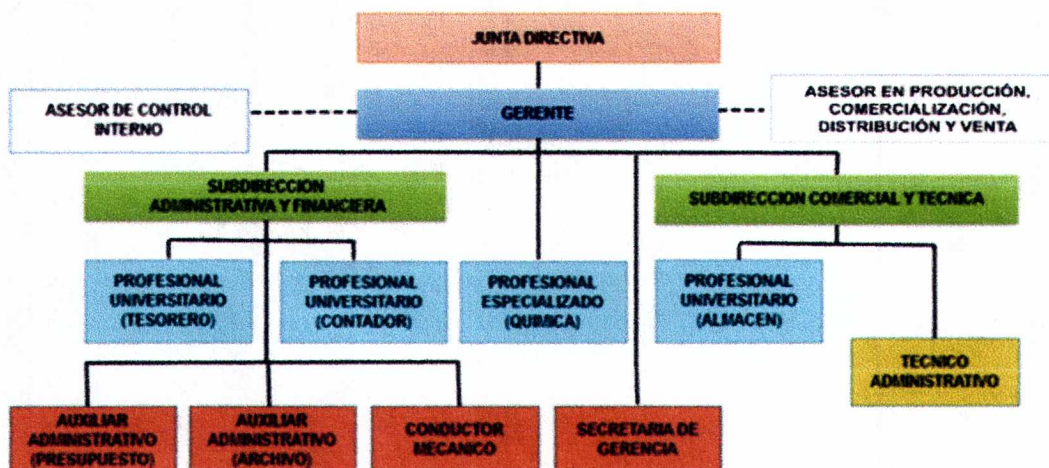 JUNTA DIRECTIVA
ASESOR DE CONTROL
INTERNO
GERENTE
ASESOR EN PRODUCCIÓN,
COMERCIALIZACIÓN,
DISTRIBUCIÓN Y VENTA
SUBDIRECCION
ADMINISTRATIVA Y FINANCIERA
SUBDIRECCION COMERCIAL Y TECNICA
PROFESIONAL
UNIVERSITARIO
(TESORERO)
PROFESIONAL
UNIVERSITARIO
(CONTADOR)
PROFESIONAL
ESPECIALIZADO
(QUIMICA)
PROFESIONAL
UNIVERSITARIO
(ALMACEN)
TECNICO
ADMINISTRATIVO
AUXILIAR
ADMINISTRATIVO
(PRESUPUESTO)
AUXILIAR
ADMINISTRATIVO
(ARCHIVO)
CONDUCTOR
MECANICO
SECRETARIA DE
GERENCIA